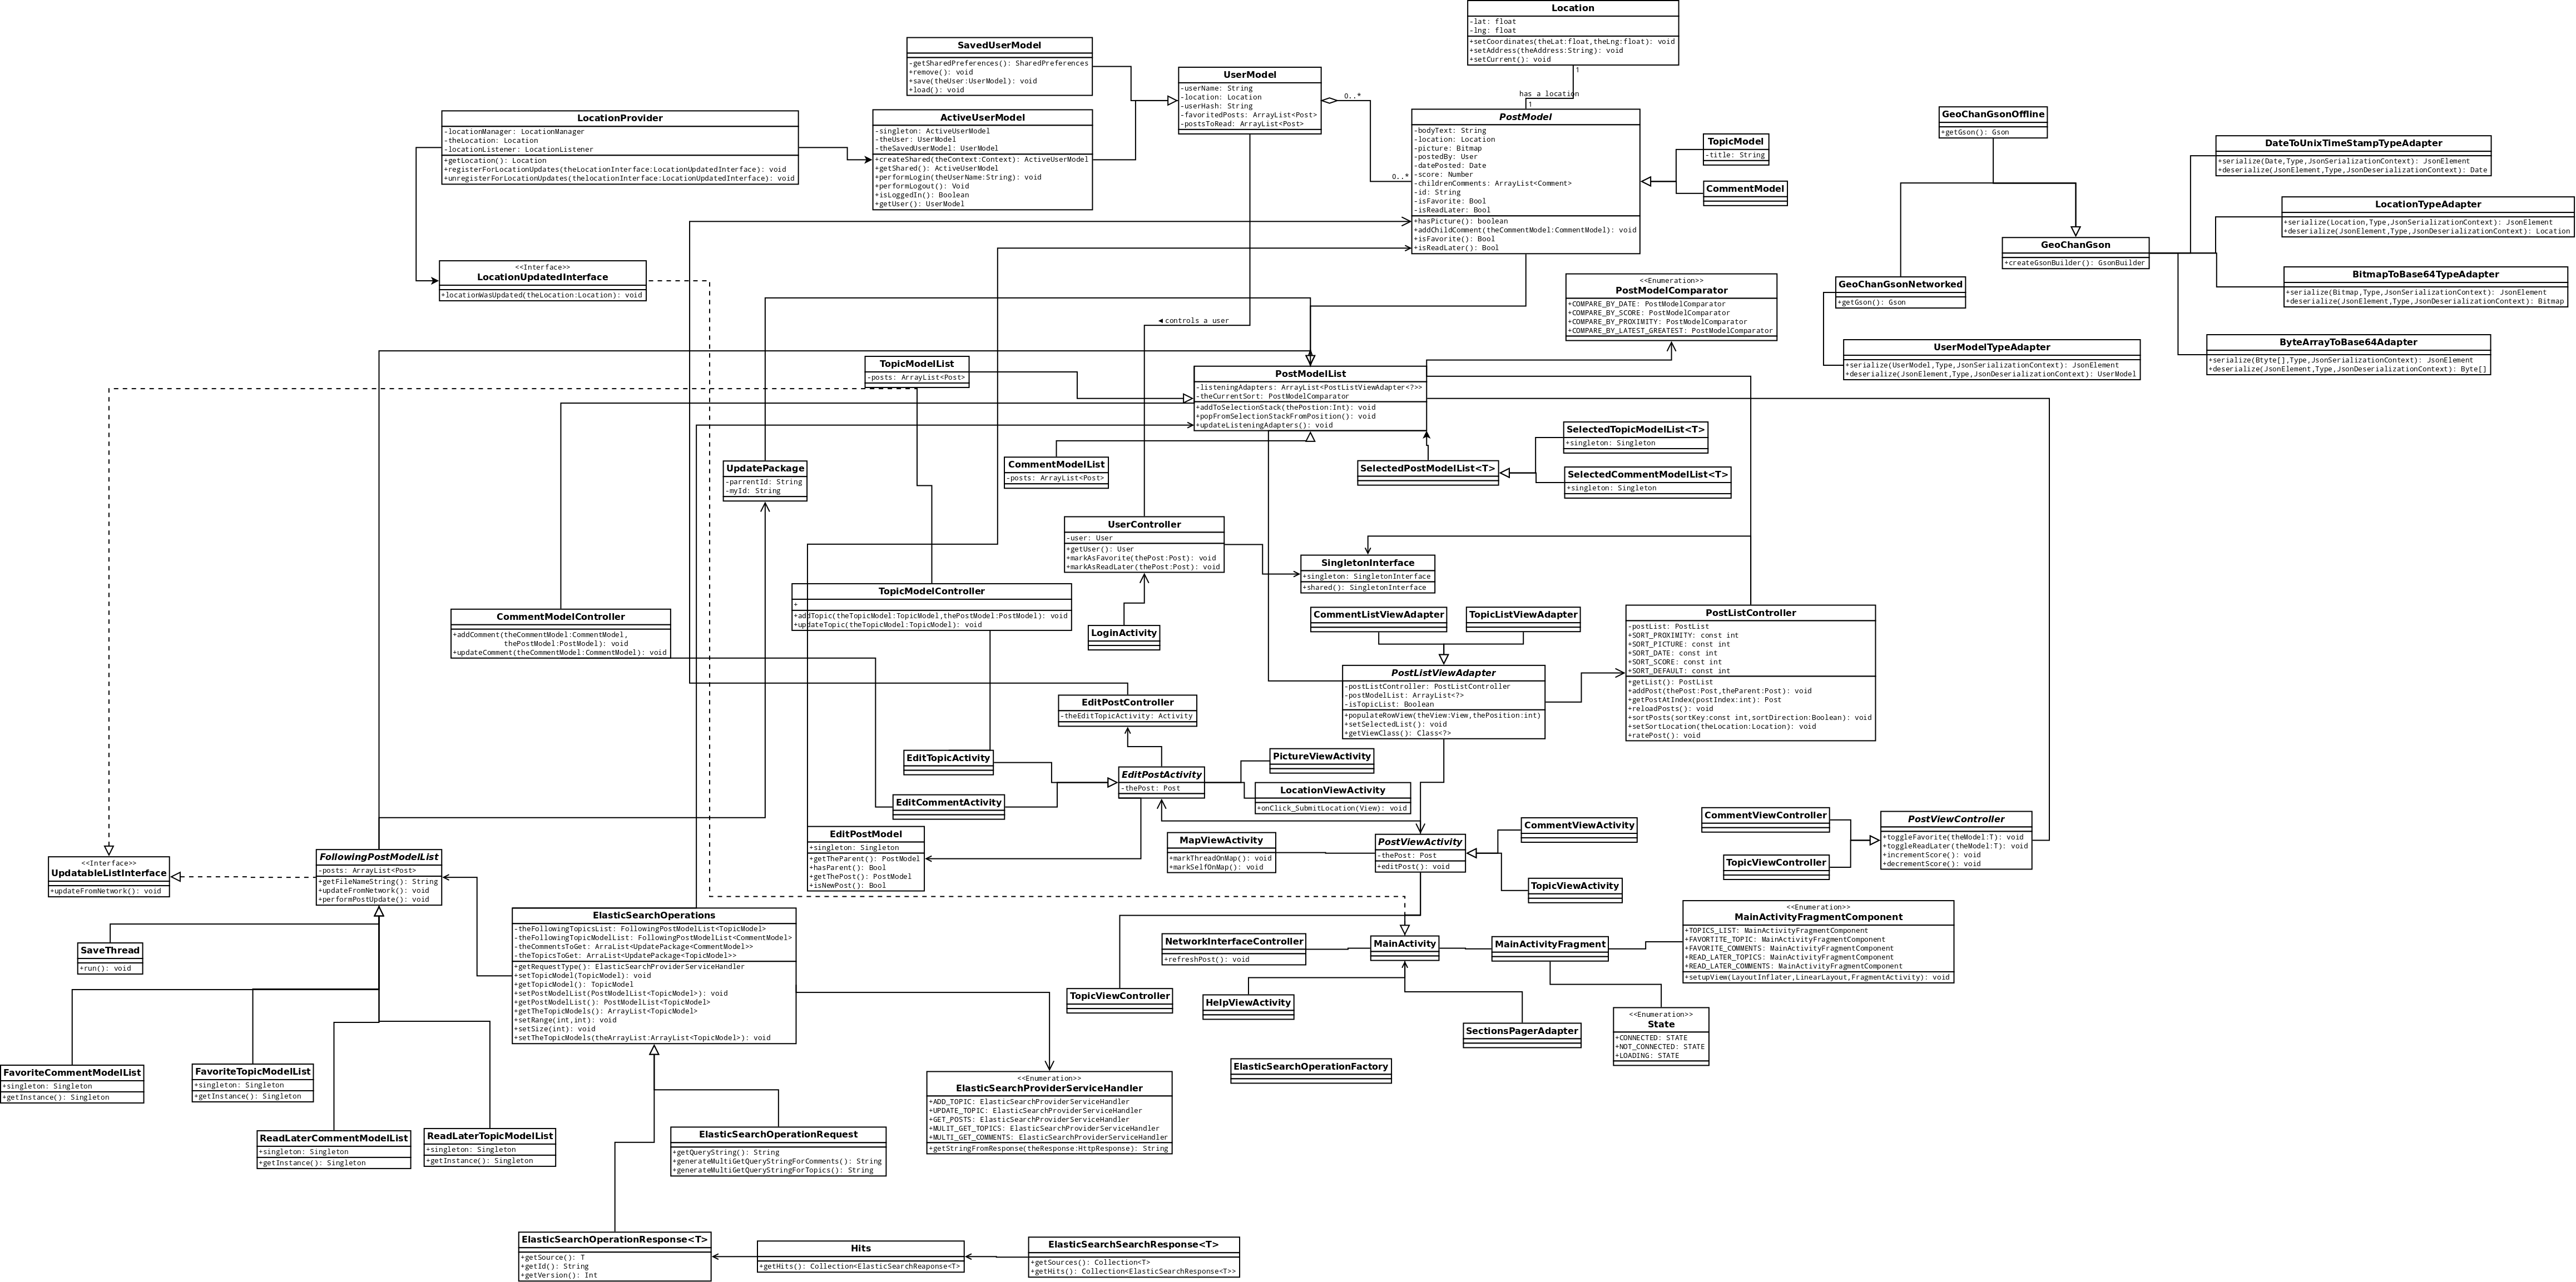 Location
-lat: float
-lng: float
+setCoordinates(theLat:float,theLng:float): void
+setAddress(theAddress:String): void
+setCurrent(): void
1
has a location
1
SavedUserModel
-getSharedPreferences(): SharedPreferences
+remove(): void
+save(theUser:UserModel): void
+load(): void
UserModel
-userName: String
-location: Location
-userHash: String
-favoritedPosts: ArrayList<Post>
-postsToRead: ArrayList<Post>
0..*
0..*
LocationProvider
-locationManager: LocationManager
-theLocation: Location
-locationListener: LocationListener
+getLocation(): Location
+registerForLocationUpdates(theLocationInterface:LocationUpdatedInterface): void
+unregisterForLocationUpdates(thelocationInterface:LocationUpdatedInterface): void
ActiveUserModel
-singleton: ActiveUserModel
-theUser: UserModel
-theSavedUserModel: UserModel
+createShared(theContext:Context): ActiveUserModel
+getShared(): ActiveUserModel
+performLogin(theUserName:String): void
+performLogout(): Void
+isLoggedIn(): Boolean
+getUser(): UserModel
PostModel
-bodyText: String
-location: Location
-picture: Bitmap
-postedBy: User
-datePosted: Date
-score: Number
-childrenComments: ArrayList<Comment>
-id: String
-isFavorite: Bool
-isReadLater: Bool
+hasPicture(): boolean
+addChildComment(theCommentModel:CommentModel): void
+isFavorite(): Bool
+isReadLater(): Bool
TopicModel
-title: String
CommentModel
GeoChanGsonOffline
+getGson(): Gson
DateToUnixTImeStampTypeAdapter
+serialize(Date,Type,JsonSerializationContext): JsonElement
+deserialize(JsonElement,Type,JsonDeserializationContext): Date
LocationTypeAdapter
+serialize(Location,Type,JsonSerializationContext): JsonElement
+deserialize(JsonElement,Type,JsonDeserializationContext): Location
GeoChanGson
+createGsonBuilder(): GsonBuilder
BitmapToBase64TypeAdapter
+serialize(Bitmap,Type,JsonSerializationContext): JsonElement
+deserialize(JsonElement,Type,JsonDeserializationContext): Bitmap
GeoChanGsonNetworked
+getGson(): Gson
UserModelTypeAdapter
+serialize(UserModel,Type,JsonSerializationContext): JsonElement
+deserialize(JsonElement,Type,JsonDeserializationContext): UserModel
ByteArrayToBase64Adapter
+serialize(Btyte[],Type,JsonSerializationContext): JsonElement
+deserialize(JsonElement,Type,JsonDeserializationContext): Byte[]
<<Interface>>
LocationUpdatedInterface
+locationWasUpdated(theLocation:Location): void
<<Enumeration>>
PostModelComparator
+COMPARE_BY_DATE: PostModelComparator
+COMPARE_BY_SCORE: PostModelComparator
+COMPARE_BY_PROXIMITY: PostModelComparator
+COMPARE_BY_LATEST_GREATEST: PostModelComparator
◄ controls a user
TopicModelList
-posts: ArrayList<Post>
PostModelList
-listeningAdapters: ArrayList<PostListViewAdapter<?>>
-theCurrentSort: PostModelComparator
+addToSelectionStack(thePostion:Int): void
+popFromSelectionStackFromPosition(): void
+updateListeningAdapters(): void
UpdatePackage
-parrentId: String
-myId: String
CommentModelList
-posts: ArrayList<Post>
SelectedPostModelList<T>
SelectedTopicModelList<T>
+singleton: Singleton
SelectedCommentModelList<T>
+singleton: Singleton
UserController
-user: User
+getUser(): User
+markAsFavorite(thePost:Post): void
+markAsReadLater(thePost:Post): void
SingletonInterface
+singleton: SingletonInterface
+shared(): SingletonInterface
CommentModelController
+addComment(theCommentModel:CommentModel,
thePostModel:PostModel): void
+updateComment(theCommentModel:CommentModel): void
TopicModelController
+
+addTopic(theTopicModel:TopicModel,thePostModel:PostModel): void
+updateTopic(theTopicModel:TopicModel): void
LoginActivity
CommentListViewAdapter
TopicListViewAdapter
PostListController
-postList: PostList
+SORT_PROXIMITY: const int
+SORT_PICTURE: const int
+SORT_DATE: const int
+SORT_SCORE: const int
+SORT_DEFAULT: const int
+getList(): PostList
+addPost(thePost:Post,theParent:Post): void
+getPostAtIndex(postIndex:int): Post
+reloadPosts(): void
+sortPosts(sortKey:const int,sortDirection:Boolean): void
+setSortLocation(theLocation:Location): void
+ratePost(): void
PostListViewAdapter
-postListController: PostListController
-postModelList: ArrayList<?>
-isTopicList: Boolean
+populateRowView(theView:View,thePosition:int)
+setSelectedList(): void
+getViewClass(): Class<?>
EditPostController
-theEditTopicActivity: Activity
EditTopicActivity
EditCommentActivity
EditPostActivity
-thePost: Post
PictureViewActivity
LocationViewActivity
+onClick_SubmitLocation(View): void
EditPostModel
+singleton: Singleton
+getTheParent(): PostModel
+hasParent(): Bool
+getThePost(): PostModel
+isNewPost(): Bool
MapViewActivity
+markThreadOnMap(): void
+markSelfOnMap(): void
PostViewActivity
-thePost: Post
+editPost(): void
CommentViewActivity
TopicViewActivity
CommentViewController
TopicViewController
PostViewController
+toggleFavorite(theModel:T): void
+toggleReadLater(theModel:T): void
+incrementScore(): void
+decrementScore(): void
<<Interface>>
UpdatableListInterface
+updateFromNetwork(): void
FollowingPostModelList
-posts: ArrayList<Post>
+getFileNameString(): String
+updateFromNetwork(): void
+performPostUpdate(): void
SaveThread
+run(): void
ElasticSearchOperations
-theFollowingTopicsList: FollowingPostModelList<TopicModel>
-theFollowingTopicModelList: FollowingPostModelList<CommentModel>
-theCommentsToGet: ArraList<UpdatePackage<CommentModel>>
-theTopicsToGet: ArraList<UpdatePackage<TopicModel>>
+getRequestType(): ElasticSearchProviderServiceHandler
+setTopicModel(TopicModel): void
+getTopicModel(): TopicModel
+setPostModelList(PostModelList<TopicModel>): void
+getPostModelList(): PostModelList<TopicModel>
+getTheTopicModels(): ArrayList<TopicModel>
+setRange(int,int): void
+setSize(int): void
+setTheTopicModels(theArrayList:ArrayList<TopicModel>): void
NetworkInterfaceController
+refreshPost(): void
MainActivity
MainActivityFragment
<<Enumeration>>
MainActivityFragmentComponent
+TOPICS_LIST: MainActivityFragmentComponent
+FAVORTITE_TOPIC: MainActivityFragmentComponent
+FAVORITE_COMMENTS: MainActivityFragmentComponent
+READ_LATER_TOPICS: MainActivityFragmentComponent
+READ_LATER_COMMENTS: MainActivityFragmentComponent
+setupView(LayoutInflater,LinearLayout,FragmentActivity): void
TopicViewController
HelpViewActivity
SectionsPagerAdapter
<<Enumeration>>
State
+CONNECTED: STATE
+NOT_CONNECTED: STATE
+LOADING: STATE
ElasticSearchOperationFactory
FavoriteCommentModelList
+singleton: Singleton
+getInstance(): Singleton
FavoriteTopicModelList
+singleton: Singleton
+getInstance(): Singleton
<<Enumeration>>
ElasticSearchProviderServiceHandler
+ADD_TOPIC: ElasticSearchProviderServiceHandler
+UPDATE_TOPIC: ElasticSearchProviderServiceHandler
+GET_POSTS: ElasticSearchProviderServiceHandler
+MULIT_GET_TOPICS: ElasticSearchProviderServiceHandler
+MULTI_GET_COMMENTS: ElasticSearchProviderServiceHandler
+getStringFromResponse(theResponse:HttpResponse): String
ReadLaterCommentModelList
+singleton: Singleton
+getInstance(): Singleton
ReadLaterTopicModelList
+singleton: Singleton
+getInstance(): Singleton
ElasticSearchOperationRequest
+getQueryString(): String
+generateMultiGetQueryStringForComments(): String
+generateMultiGetQueryStringForTopics(): String
ElasticSearchOperationResponse<T>
+getSource(): T
+getId(): String
+getVersion(): Int
Hits
+getHits(): Collection<ElasticSearchReaponse<T>
ElasticSearchSearchResponse<T>
+getSources(): Collection<T>
+getHits(): Collection<ElasticSearchResponse<T>>